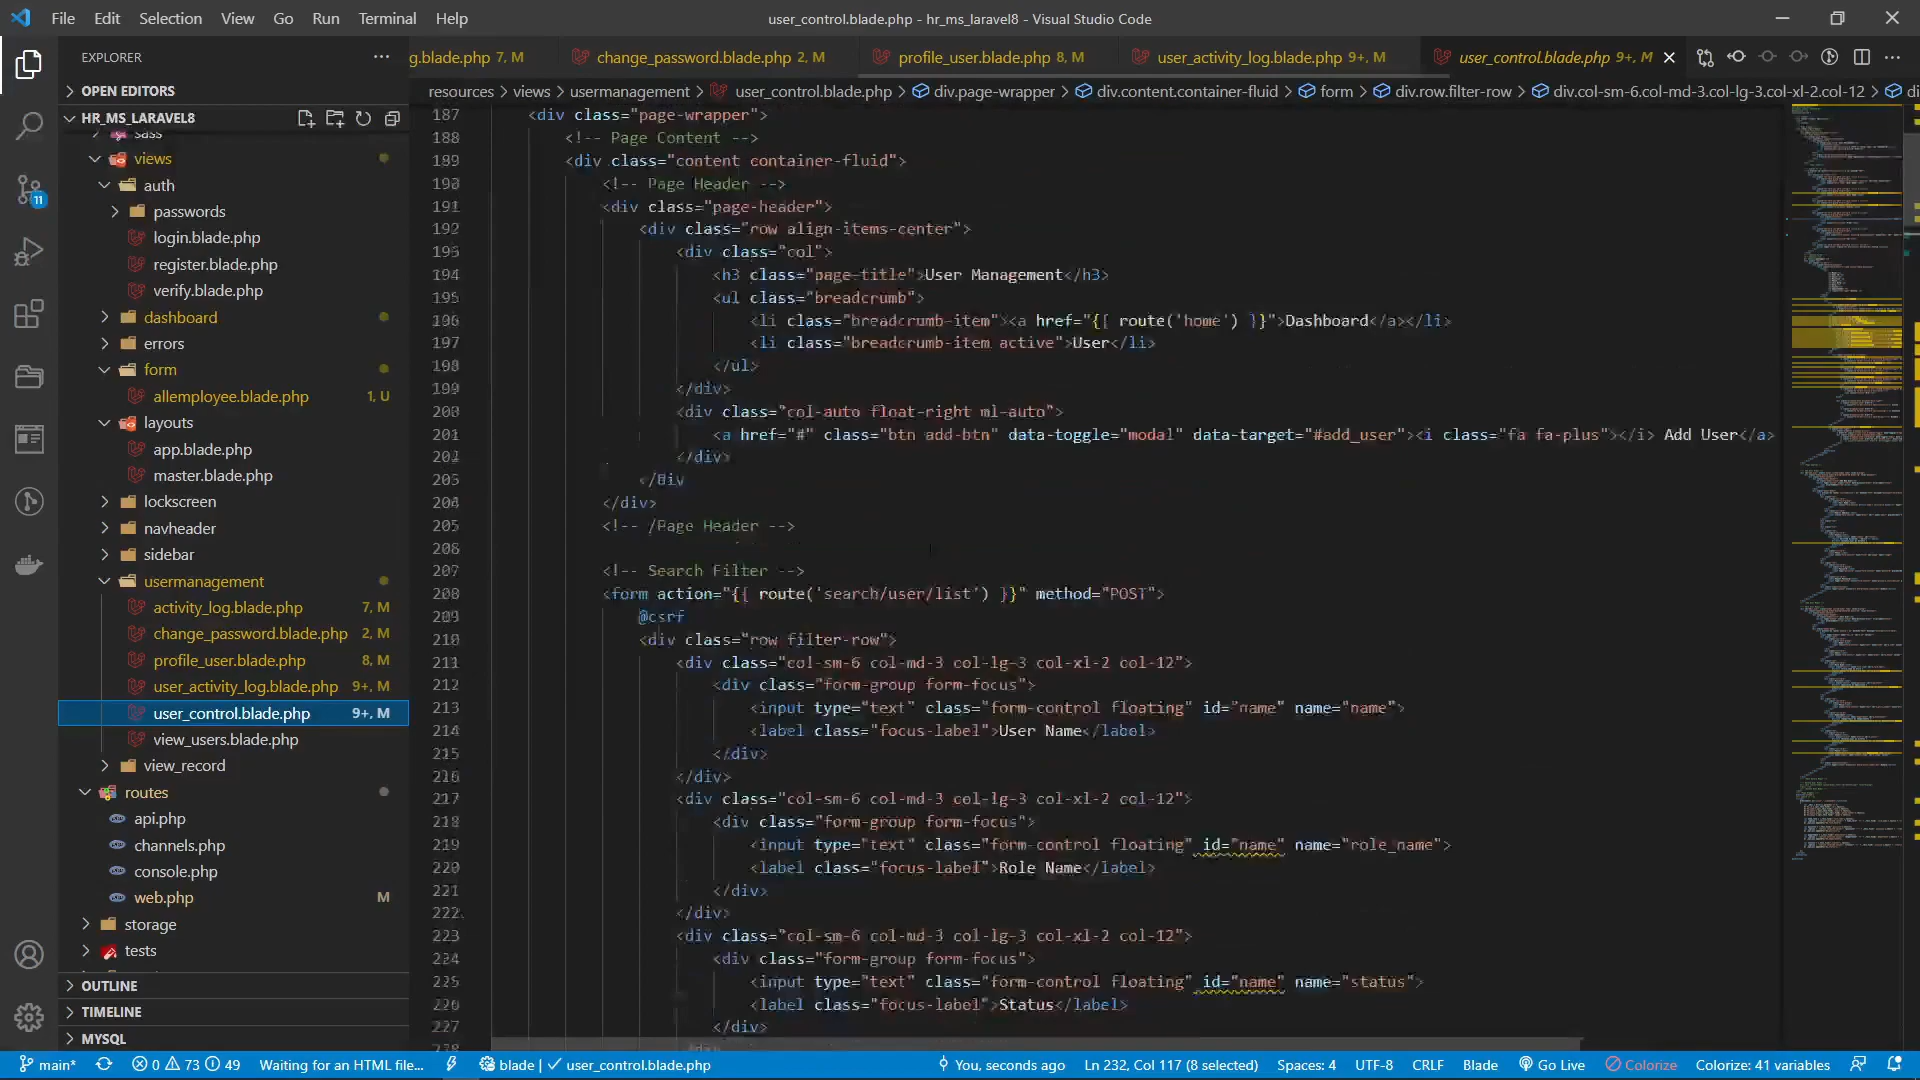 File Edit Selection View Go Run Terminal Help
user_control.blade.php - hr_ms_laravel8 - Visual Studio Code
EXPLORER
g.blade.php 7, M
change_password.blade.php 2, M
profile_user.blade.php 8, M
user_activity_log.blade.php 9+, M
user_control.blade.php 9+, M
resources > views > usermanagement > user_control.blade.php > div.page-wrapper > div.content.container-fluid > form > div.row.filter-row > div.col-sm-6.col-md-3.col-lg-3.col-xl-2.col-12 > di
OPEN EDITORS
HR_MS_LARAVEL8
sass
views
auth
passwords
login.blade.php
register.blade.php
verify.blade.php
dashboard
errors
form
allemployee.blade.php 1, U
layouts
app.blade.php
master.blade.php
lockscreen
navheader
sidebar
usermanagement
activity_log.blade.php 7, M
change_password.blade.php 2, M
profile_user.blade.php 8, M
user_activity_log.blade.php 9+, M
user_control.blade.php 9+, M
view_users.blade.php
view_record
routes
api.php
channels.php
console.php
web.php M
storage
tests
OUTLINE
TIMELINE
MYSQL
11
187 <div class="page-wrapper">
188 <!-- Page Content -->
189 <div class="content container-fluid">
190 <!-- Page Header -->
191 <div class="page-header">
192 <div class="row align-items-center">
193 <div class="col">
194 <h3 class="page-title">User Management</h3>
195 <ul class="breadcrumb">
196 <li class="breadcrumb-item"><a href="{{ route('home') }}">Dashboard</a></li>
197 <li class="breadcrumb-item active">User</li>
198 </ul>
199 </div>
200 <div class="col-auto float-right ml-auto">
201 <a href="#" class="btn add-btn" data-toggle="modal" data-target="#add_user"><i class="fa fa-plus"></i> Add User</a>
202 </div>
203 </div
204 </div>
205 <!-- /Page Header -->
206
207 <!-- Search Filter -->
208 <form action="{{ route('search/user/list') }}" method="POST">
209 @csrf
210 <div class="row filter-row">
211 <div class="col-sm-6 col-md-3 col-lg-3 col-xl-2 col-12">
212 <div class="form-group form-focus">
213 <input type="text" class="form-control floating" id="name" name="name">
214 <label class="focus-label">User Name</label>
215 </div>
216 </div>
217 <div class="col-sm-6 col-md-3 col-lg-3 col-xl-2 col-12">
218 <div class="form-group form-focus">
219 <input type="text" class="form-control floating" id="name" name="role_name">
220 <label class="focus-label">Role Name</label>
221 </div>
222 </div>
223 <div class="col-sm-6 col-md-3 col-lg-3 col-xl-2 col-12">
224 <div class="form-group form-focus">
225 <input type="text" class="form-control floating" id="name" name="status">
226 <label class="focus-label">Status</label>
227 </div>
main* 0 73 49 Waiting for an HTML file... blade | user_control.blade.php You, seconds ago Ln 232, Col 117 (8 selected) Spaces: 4 UTF-8 CRLF Blade Go Live Colorize Colorize: 41 variables